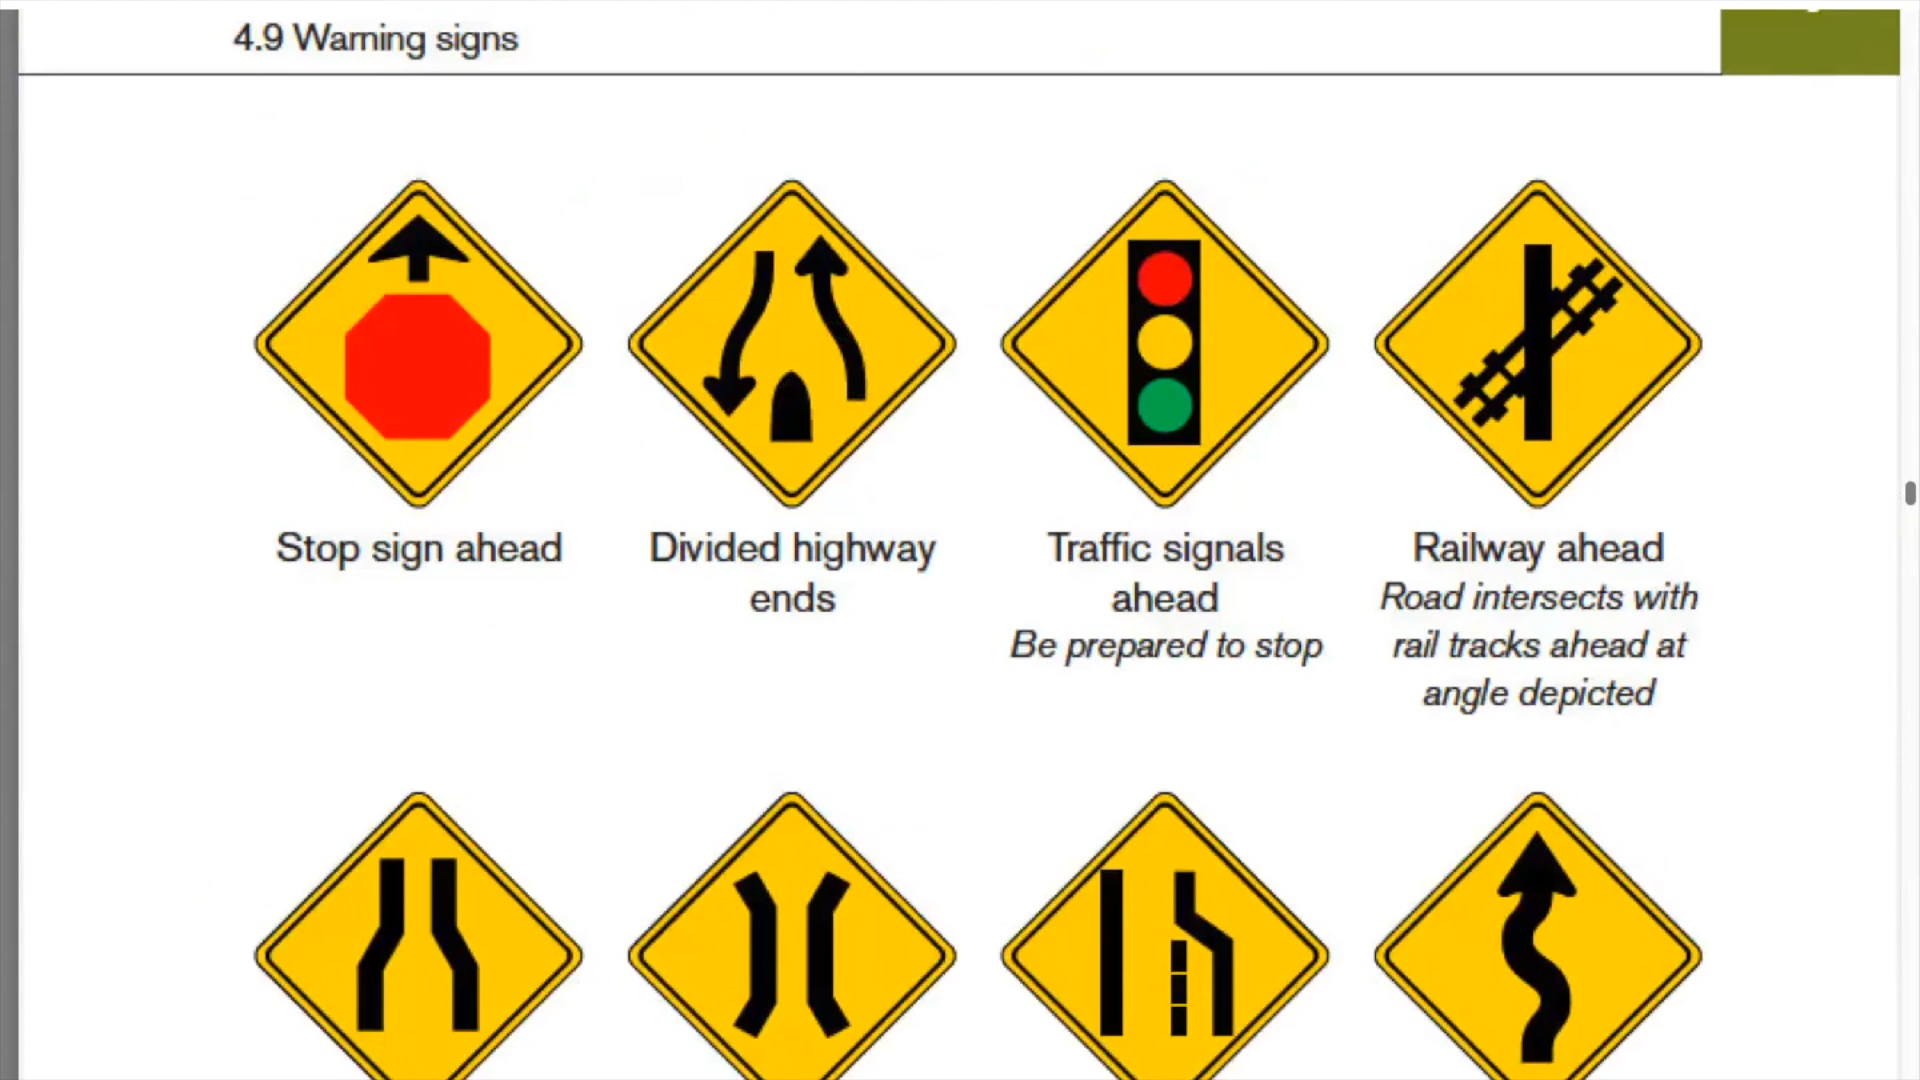 4.9 Warning signs
Stop sign ahead
Divided highway
ends
Traffic signals
ahead
Be prepared to stop
Railway ahead
Road intersects with
rail tracks ahead at
angle depicted